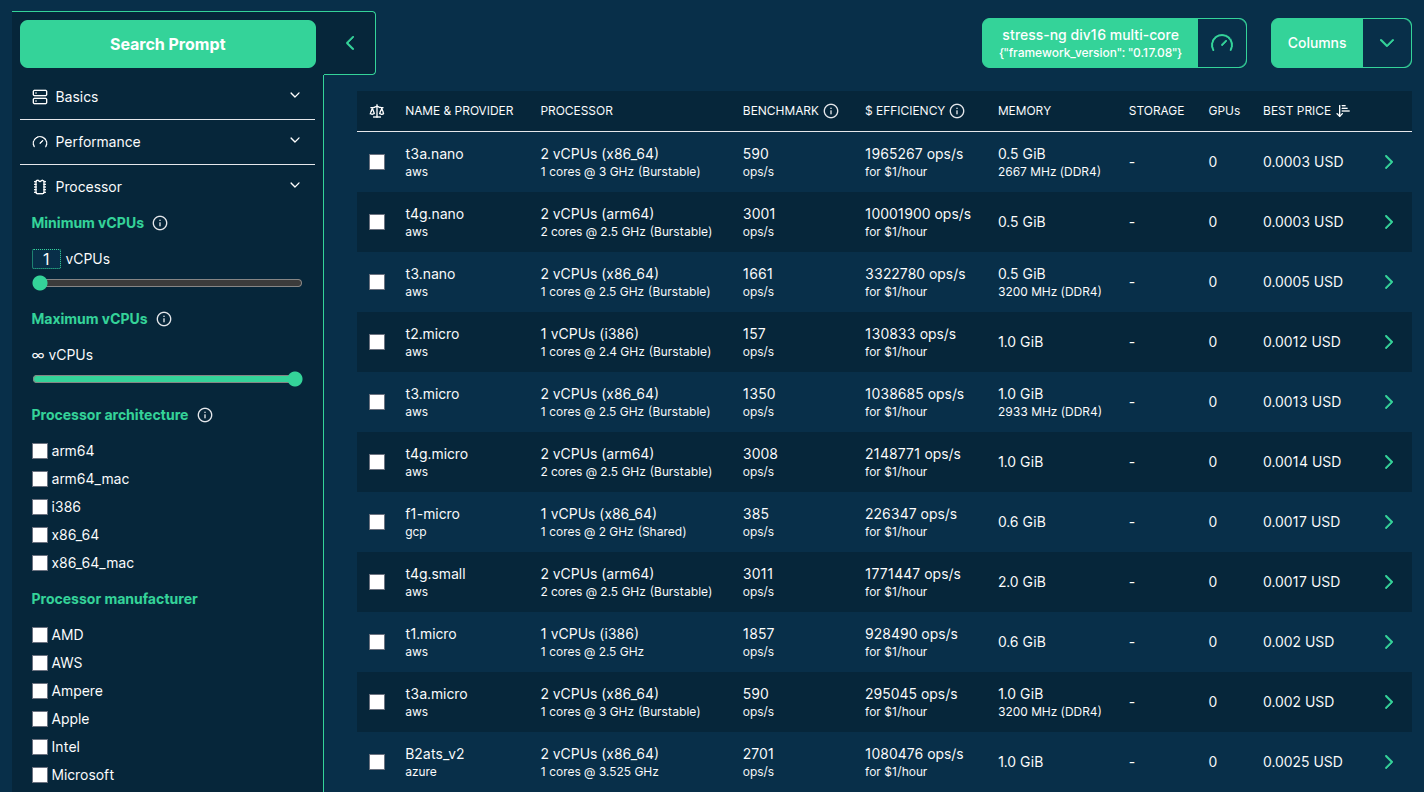 Search Prompt
Basics
Performance
Processor
Minimum vCPUs
1 vCPUs
Maximum vCPUs
∞ vCPUs
Processor architecture
arm64
arm64_mac
i386
x86_64
x86_64_mac
Processor manufacturer
AMD
AWS
Ampere
Apple
Intel
Microsoft
stress-ng div16 multi-core
{"framework_version": "0.17.08"}
Columns
NAME & PROVIDER PROCESSOR BENCHMARK $ EFFICIENCY MEMORY STORAGE GPUs BEST PRICE
t3a.nano 2 vCPUs (x86_64) 590 1965267 ops/s 0.5 GiB - 0 0.0003 USD
aws 1 cores @ 3 GHz (Burstable) ops/s for $1/hour 2667 MHz (DDR4)
t4g.nano 2 vCPUs (arm64) 3001 10001900 ops/s 0.5 GiB - 0 0.0003 USD
aws 2 cores @ 2.5 GHz (Burstable) ops/s for $1/hour
t3.nano 2 vCPUs (x86_64) 1661 3322780 ops/s 0.5 GiB - 0 0.0005 USD
aws 1 cores @ 2.5 GHz (Burstable) ops/s for $1/hour 3200 MHz (DDR4)
t2.micro 1 vCPUs (i386) 157 130833 ops/s 1.0 GiB - 0 0.0012 USD
aws 1 cores @ 2.4 GHz (Burstable) ops/s for $1/hour
t3.micro 2 vCPUs (x86_64) 1350 1038685 ops/s 1.0 GiB - 0 0.0013 USD
aws 1 cores @ 2.5 GHz (Burstable) ops/s for $1/hour 2933 MHz (DDR4)
t4g.micro 2 vCPUs (arm64) 3008 2148771 ops/s 1.0 GiB - 0 0.0014 USD
aws 2 cores @ 2.5 GHz (Burstable) ops/s for $1/hour
f1-micro 1 vCPUs (x86_64) 385 226347 ops/s 0.6 GiB - 0 0.0017 USD
gcp 1 cores @ 2 GHz (Shared) ops/s for $1/hour
t4g.small 2 vCPUs (arm64) 3011 1771447 ops/s 2.0 GiB - 0 0.0017 USD
aws 2 cores @ 2.5 GHz (Burstable) ops/s for $1/hour
t1.micro 1 vCPUs (i386) 1857 928490 ops/s 0.6 GiB - 0 0.002 USD
aws 1 cores @ 2.5 GHz ops/s for $1/hour
t3a.micro 2 vCPUs (x86_64) 590 295045 ops/s 1.0 GiB - 0 0.002 USD
aws 1 cores @ 3 GHz (Burstable) ops/s for $1/hour 3200 MHz (DDR4)
B2ats_v2 2 vCPUs (x86_64) 2701 1080476 ops/s 1.0 GiB - 0 0.0025 USD
azure 1 cores @ 3.525 GHz ops/s for $1/hour